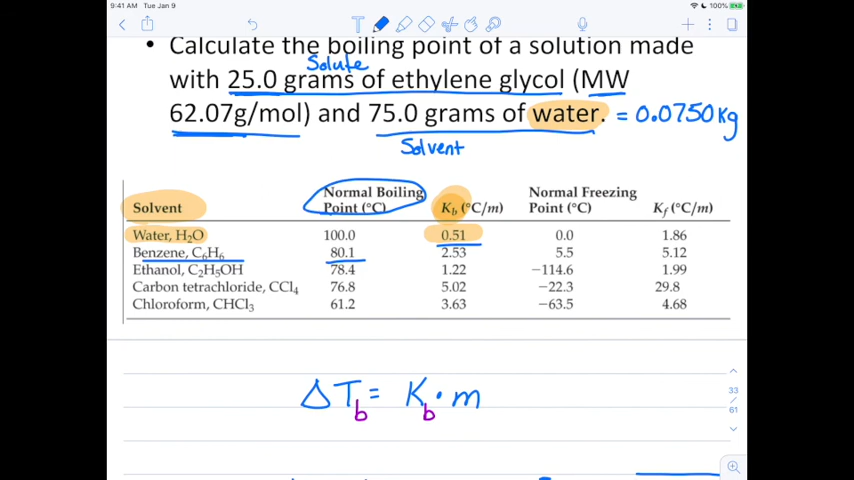 9:41 AM Tue Jan 9
100%
• Calculate the boiling point of a solution made
Solute
with 25.0 grams of ethylene glycol (MW
62.07g/mol) and 75.0 grams of water. = 0.0750 Kg
Solvent
Solvent Normal Boiling Point (°C) Kb (°C/m) Normal Freezing Point (°C) Kf (°C/m)
Water, H₂O 100.0 0.51 0.0 1.86
Benzene, C₆H₆ 80.1 2.53 5.5 5.12
Ethanol, C₂H₅OH 78.4 1.22 −114.6 1.99
Carbon tetrachloride, CCl₄ 76.8 5.02 −22.3 29.8
Chloroform, CHCl₃ 61.2 3.63 −63.5 4.68
ΔTb = Kb • m
33
/
61